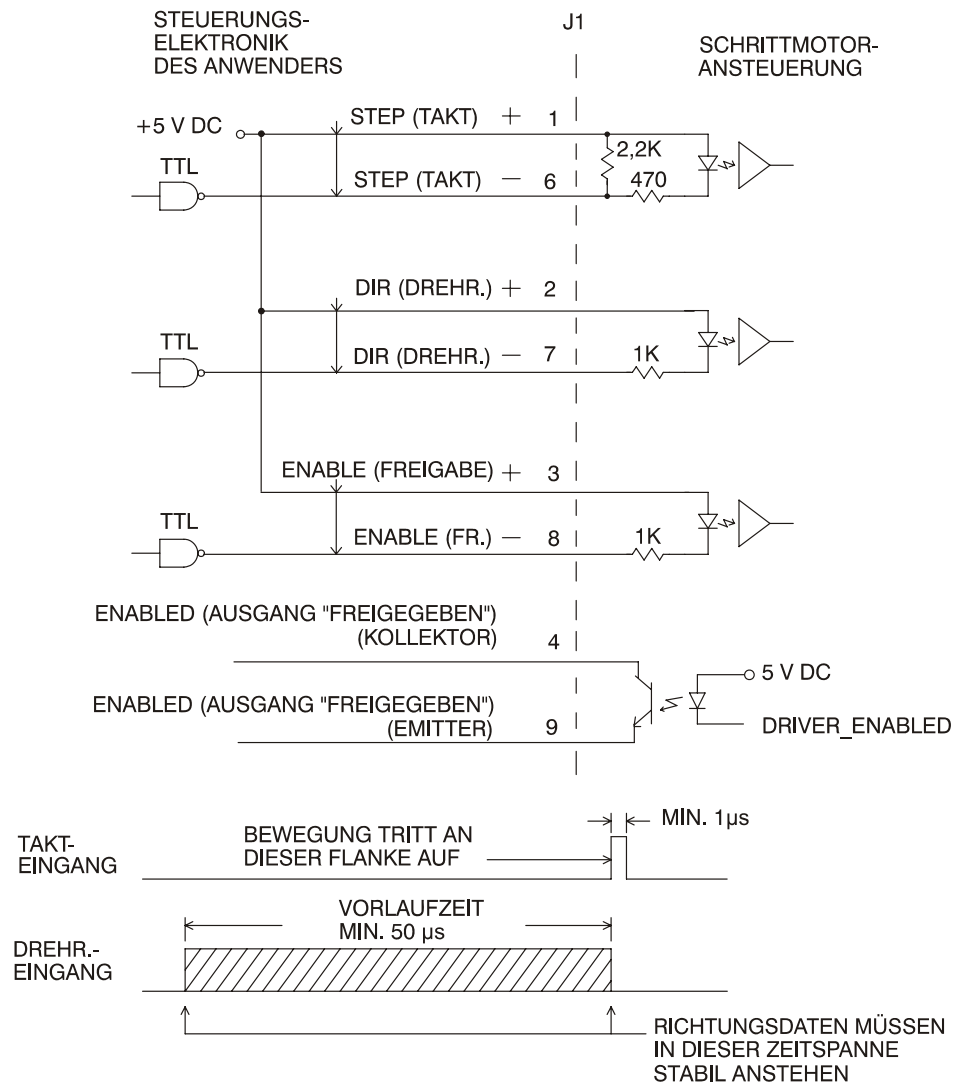 STEUERUNGS-
ELEKTRONIK
DES ANWENDERS
J1
SCHRITTMOTOR-
ANSTEUERUNG
+5 V DC
STEP (TAKT) + 1
2,2K
TTL
STEP (TAKT) − 6
470
DIR (DREHR.) + 2
TTL
DIR (DREHR.) − 7
1K
ENABLE (FREIGABE) + 3
TTL
ENABLE (FR.) − 8
1K
ENABLED (AUSGANG "FREIGEGEBEN")
(KOLLEKTOR) 4
5 V DC
ENABLED (AUSGANG "FREIGEGEBEN")
(EMITTER) 9
DRIVER_ENABLED
MIN. 1µs
TAKT-
EINGANG
BEWEGUNG TRITT AN
DIESER FLANKE AUF
VORLAUFZEIT
MIN. 50 µs
DREHR.-
EINGANG
RICHTUNGSDATEN MÜSSEN
IN DIESER ZEITSPANNE
STABIL ANSTEHEN